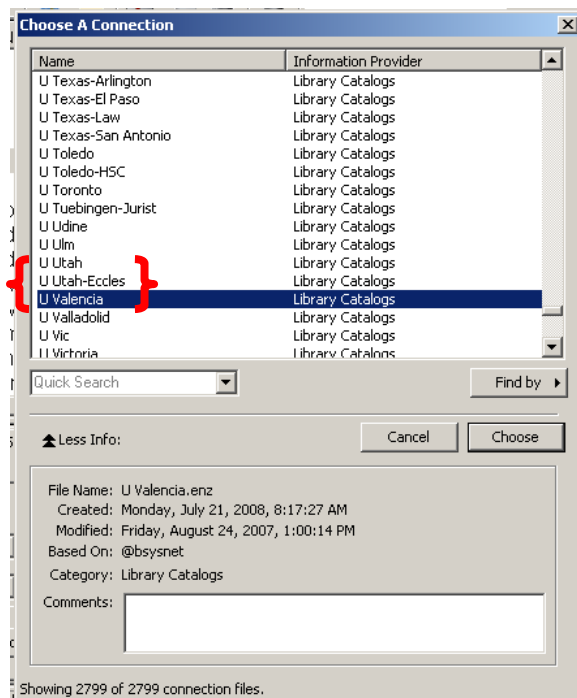 Choose A Connection
Name Information Provider
U Texas-Arlington Library Catalogs
U Texas-El Paso Library Catalogs
U Texas-Law Library Catalogs
U Texas-San Antonio Library Catalogs
U Toledo Library Catalogs
U Toledo-HSC Library Catalogs
U Toronto Library Catalogs
U Tuebingen-Jurist Library Catalogs
U Udine Library Catalogs
U Ulm Library Catalogs
U Utah Library Catalogs
U Utah-Eccles Library Catalogs
U Valencia Library Catalogs
U Valladolid Library Catalogs
U Vic Library Catalogs
U Victoria Library Catalogs
Quick Search Find by
Less Info: Cancel Choose
File Name: U Valencia.enz
Created: Monday, July 21, 2008, 8:17:27 AM
Modified: Friday, August 24, 2007, 1:00:14 PM
Based On: @bsysnet
Category: Library Catalogs
Comments:
Showing 2799 of 2799 connection files.